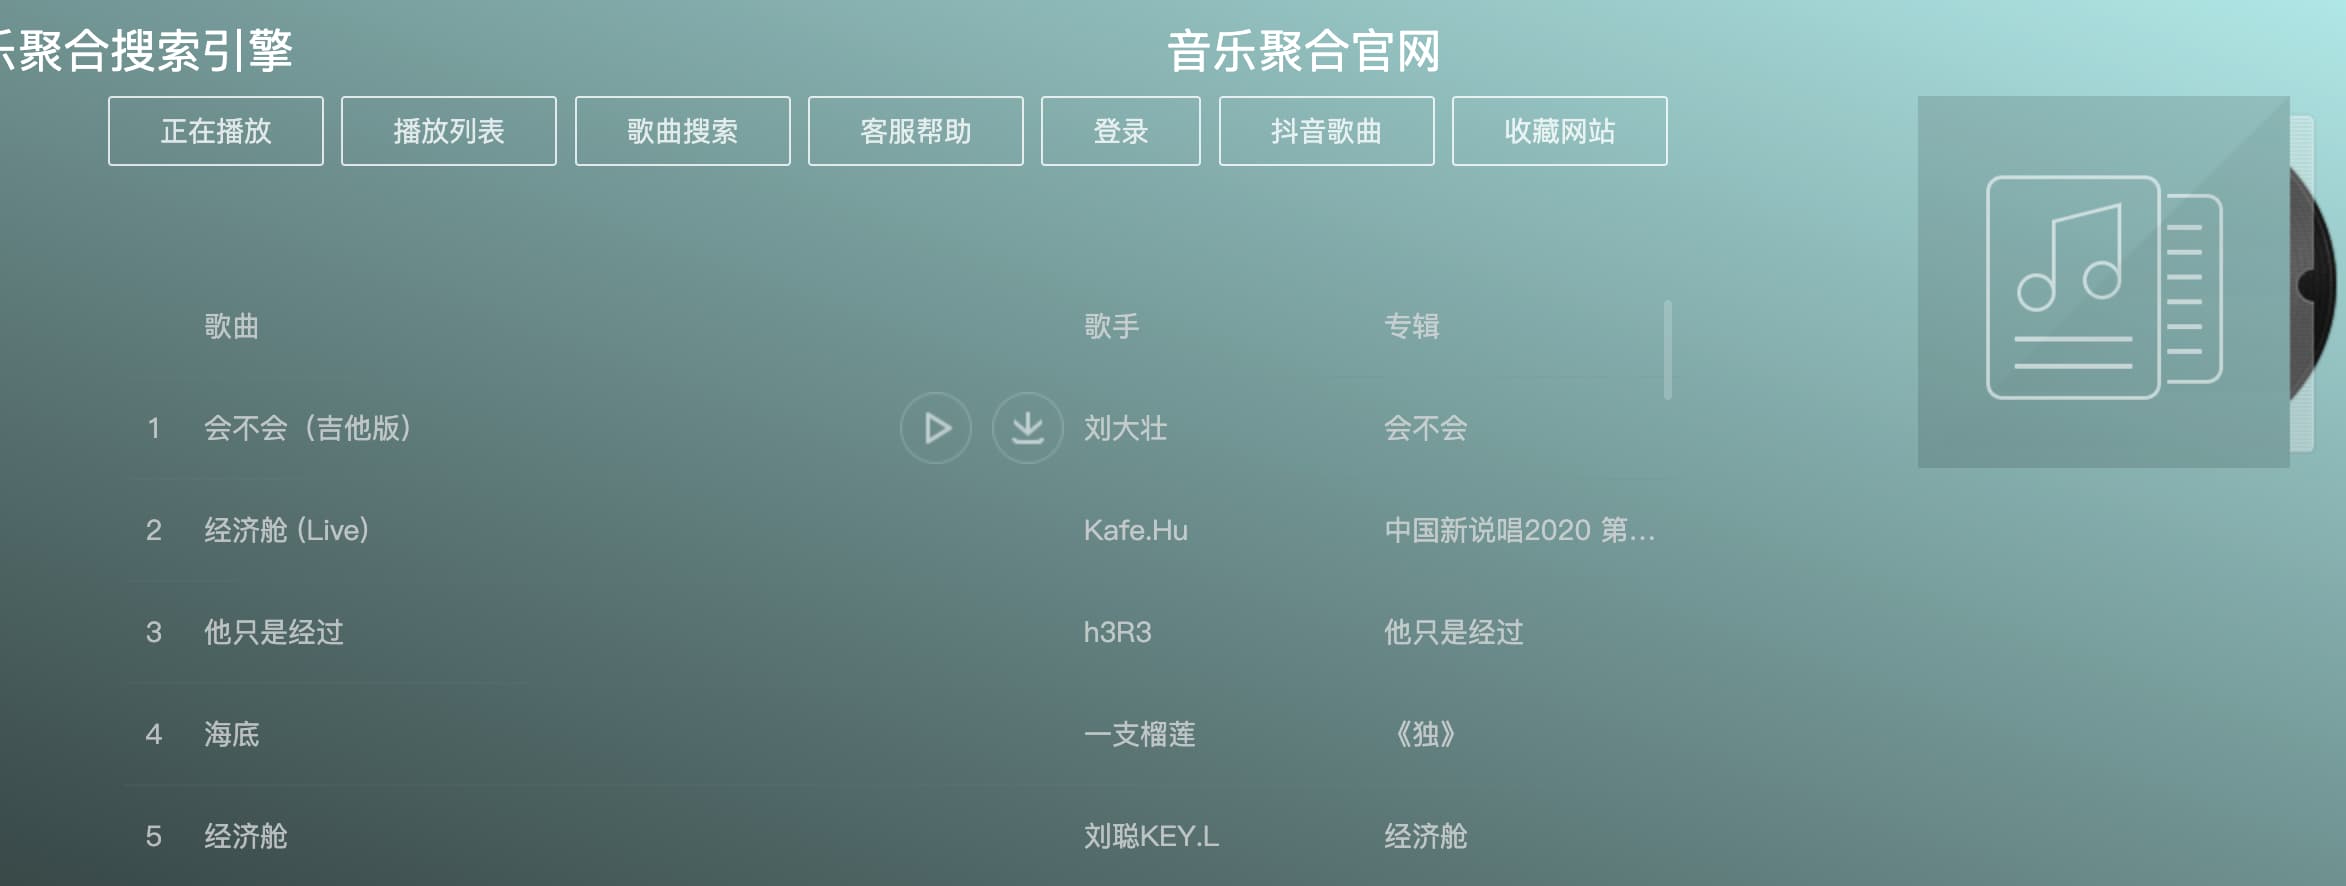 乐聚合搜索引擎 音乐聚合官网
正在播放 播放列表 歌曲搜索 客服帮助 登录 抖音歌曲 收藏网站
歌曲 歌手 专辑
1 会不会（吉他版） 刘大壮 会不会
2 经济舱 (Live) Kafe.Hu 中国新说唱2020 第...
3 他只是经过 h3R3 他只是经过
4 海底 一支榴莲 《独》
5 经济舱 刘聪KEY.L 经济舱